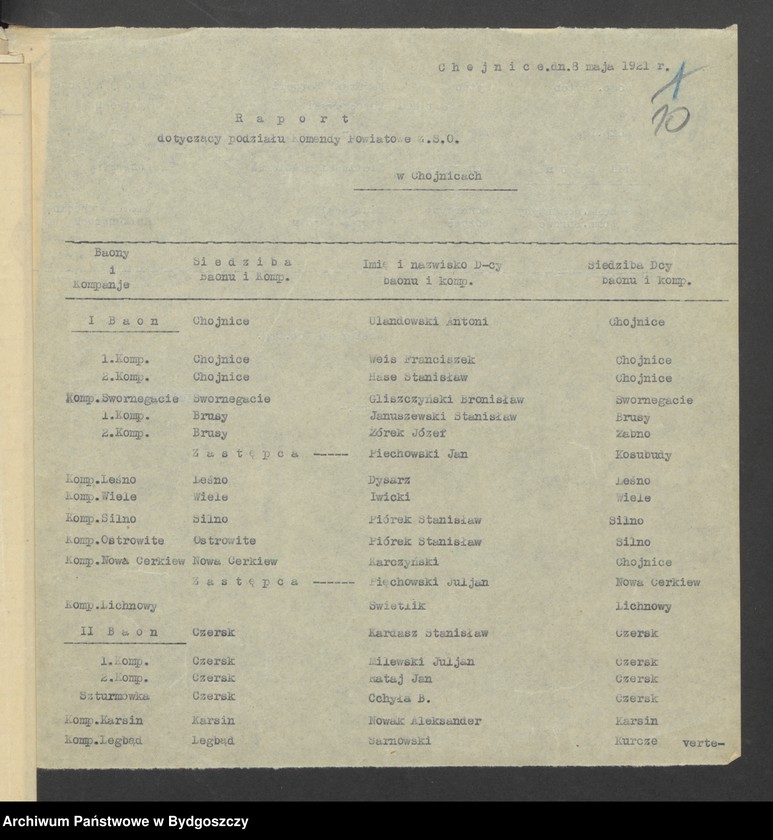 C h o j n i c e.dn.8 maja 1921 r.
1
10
R a p o r t
dotyczący podziału Komendy Powiatowe Z.S.O.
w Chojnicach
Baony
i
Kompanje
S i e d z i b a
Baonu i Komp.
Imię i nazwisko D-cy
baonu i komp.
Siedziba Dcy
baonu i komp.
I B a o n Chojnice Olandowski Antoni Chojnice
1.Komp. Chojnice Weis Franciszek Chojnice
2.Komp. Chojnice Hase Stanisław Chojnice
Komp.Swornegacie Swornegacie Gliszczyński Bronisław Swornegacie
1.Komp. Brusy Januszewski Stanisław Brusy
2.Komp. Brusy Żórek Józef Żabno
Z a s t ę p c a ----- Piechowski Jan Kosubudy
Komp.Leśno Leśno Dysarz Leśno
Komp.Wiele Wiele Iwicki Wiele
Komp.Silno Silno Piórek Stanisław Silno
Komp.Ostrowite Ostrowite Piórek Stanisław Silno
Komp.Nowa Cerkiew Nowa Cerkiew Karczyński Chojnice
Z a s t ę p c a ------ Piechowski Juljan Nowa Cerkiew
Komp.Lichnowy Swietlik Lichnowy
II B a o n Czersk Kardasz Stanisław Czersk
1.Komp. Czersk Milewski Juljan Czersk
2.Komp. Czersk Mataj Jan Czersk
Szturmówka Czersk Cchyła B. Czersk
Komp.Karsin Karsin Nowak Aleksander Karsin
Komp.Legbąd Legbąd Sarnowski Kurcze verte-
Archiwum Państwowe w Bydgoszczy